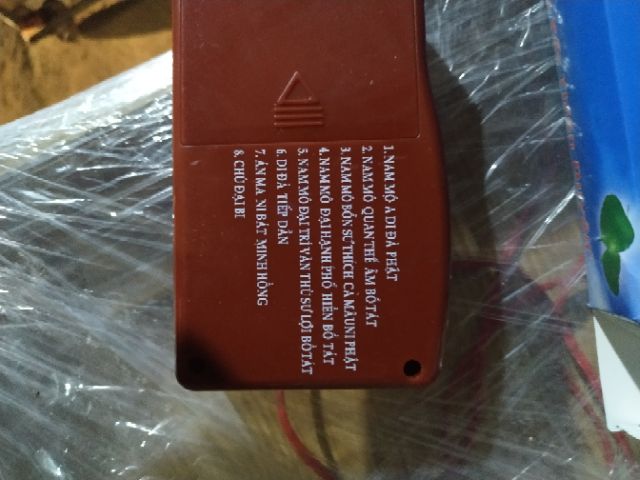 1. NAM MÔ A DI ĐÀ PHẬT
2. NAM MÔ QUAN THẾ ÂM BỒ TÁT
3. NAM MÔ BỔN SƯ THÍCH CA MÂU NI PHẬT
4. NAM MÔ ĐẠI HẠNH PHỔ HIỀN BỒ TÁT
5. NAM MÔ ĐẠI TRÍ VĂN THÙ SƯ LỢI BỒ TÁT
6. DI ĐÀ TIẾP DẪN
7. ÁN MA NI BÁT MINH HỒNG
8. CHÚ ĐẠI BI